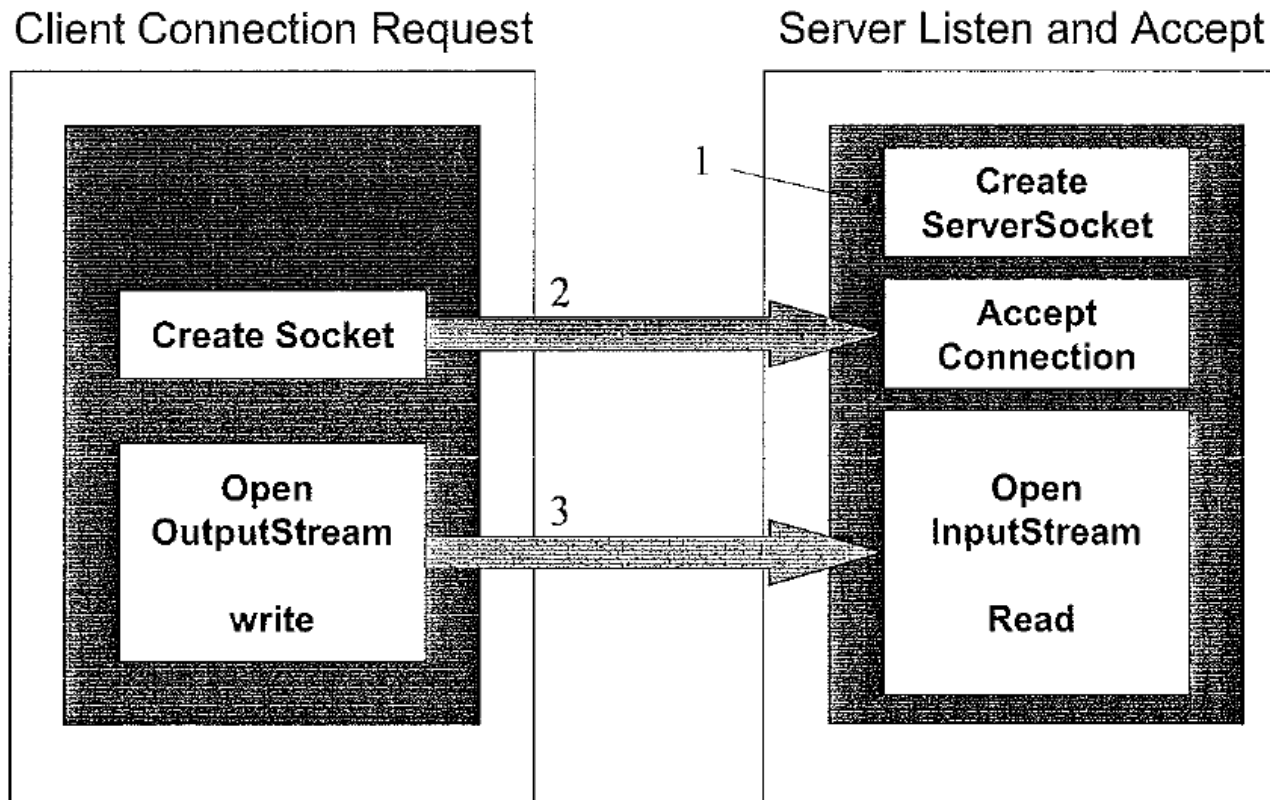 Client Connection Request
Server Listen and Accept
1
Create
ServerSocket
2
Create Socket
Accept
Connection
3
Open
OutputStream
write
Open
InputStream
Read